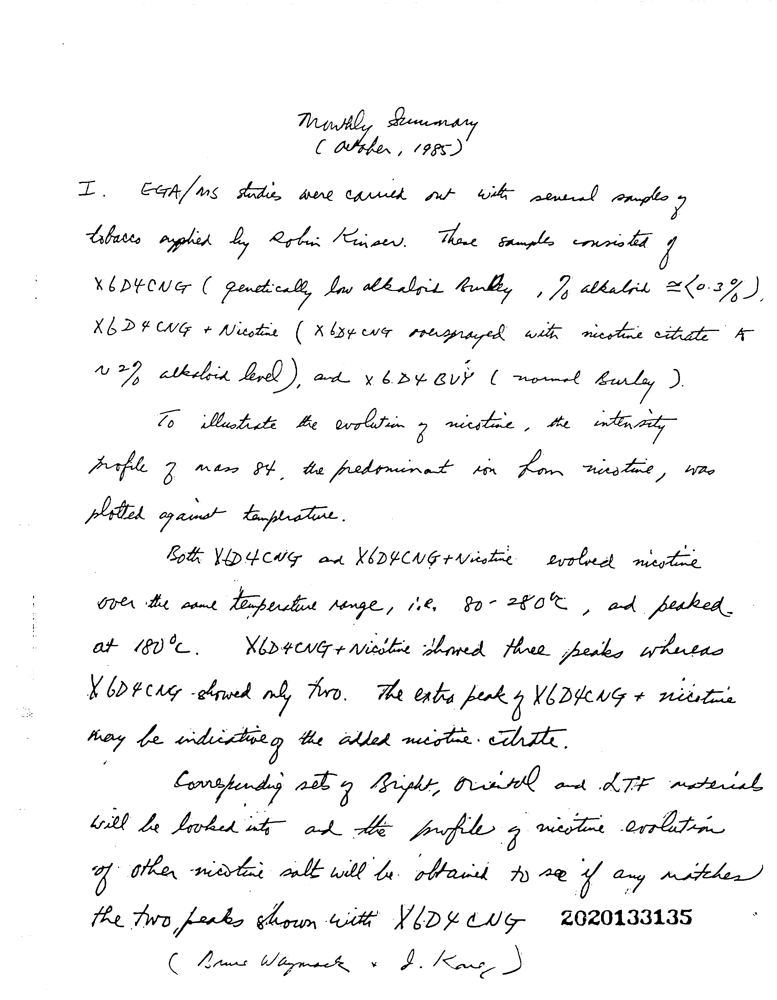 Monthly Summary
(October, 1985)
I. EGA/MS studies were carried out with several samples of
tobacco supplied by Robin Kinser. These samples consisted of
X6D4CNG (genetically low alkaloid Burley, % alkaloid ≅ <0.3%),
X6D4CNG + Nicotine (X6D4CNG oversprayed with nicotine citrate to
~2% alkaloid level), and X6D4BUY (normal Burley).
To illustrate the evolution of nicotine, the intensity
profile of mass 84, the predominant ion from nicotine, was
plotted against temperature.
Both X6D4CNG and X6D4CNG+Nicotine evolved nicotine
over the same temperature range, i.e. 80-280°C, and peaked
at 180°C. X6D4CNG+Nicotine showed three peaks whereas
X6D4CNG showed only two. The extra peak of X6D4CNG + nicotine
may be indicative of the added nicotine citrate.
Corresponding sets of Bright, Oriental and LTF materials
will be looked into and the profile of nicotine evolution
of other nicotine salts will be obtained to see if any matches
the two peaks shown with X6D4CNG 2020133135
(Bruce Waymack & J. Kang)